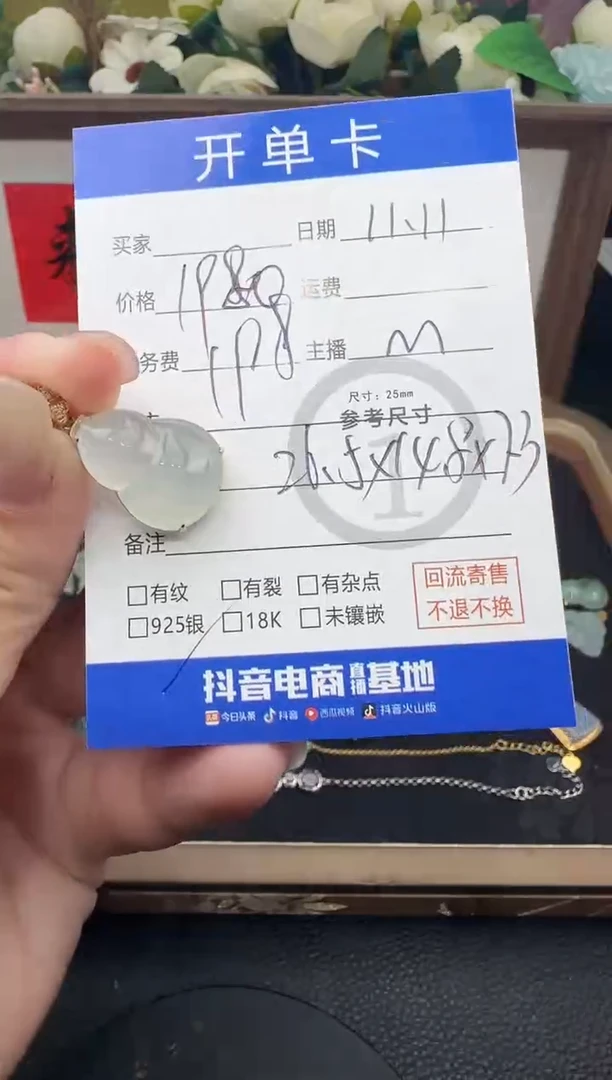 开单卡
买家 日期 11.11
价格 运费
务费 198 主播 M
尺寸：25mm
参考尺寸
1
备注
□有纹 □有裂 □有杂点
□925银 □18K □未镶嵌
回流寄售
不退不换
抖音电商直播基地
今日头条 抖音 西瓜视频 抖音火山版